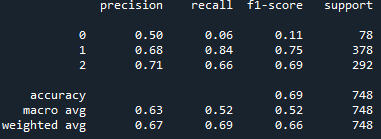 precision recall f1-score support
0 0.50 0.06 0.11 78
1 0.68 0.84 0.75 378
2 0.71 0.66 0.69 292
accuracy 0.69 748
macro avg 0.63 0.52 0.52 748
weighted avg 0.67 0.69 0.66 748